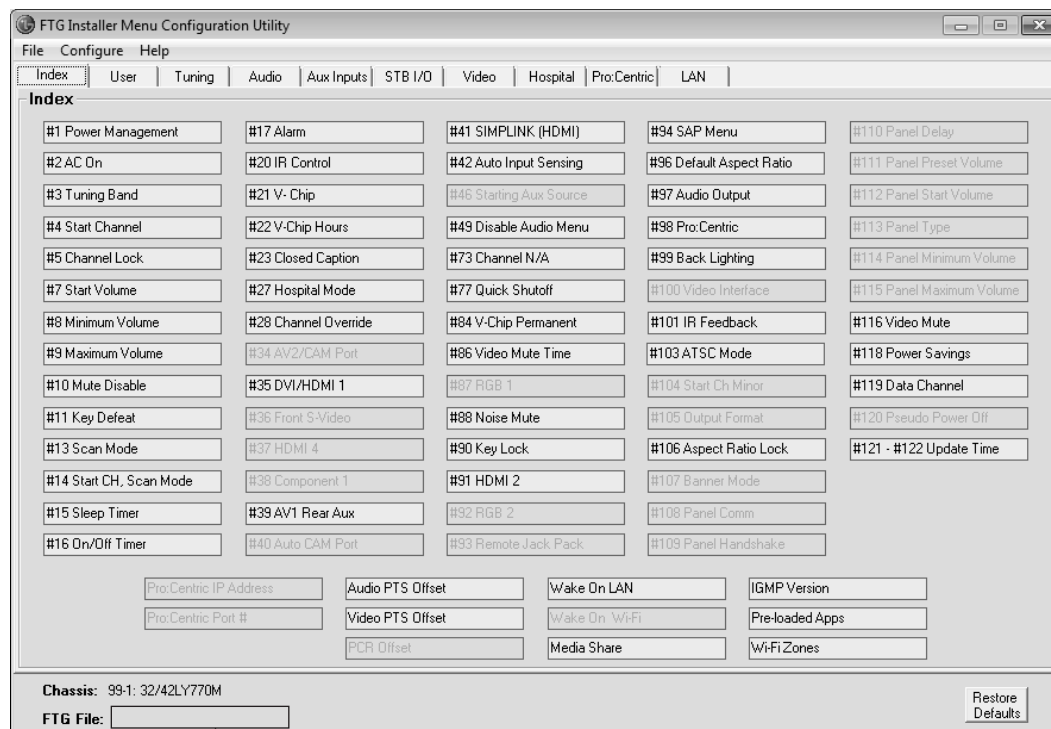 FTG Installer Menu Configuration Utility
File Configure Help
Index User Tuning Audio Aux Inputs STB I/O Video Hospital Pro:Centric LAN
Index
#1 Power Management
#2 AC On
#3 Tuning Band
#4 Start Channel
#5 Channel Lock
#7 Start Volume
#8 Minimum Volume
#9 Maximum Volume
#10 Mute Disable
#11 Key Defeat
#13 Scan Mode
#14 Start CH, Scan Mode
#15 Sleep Timer
#16 On/Off Timer
#17 Alarm
#20 IR Control
#21 V- Chip
#22 V-Chip Hours
#23 Closed Caption
#27 Hospital Mode
#28 Channel Override
#34 AV2/CAM Port
#35 DVI/HDMI 1
#36 Front S-Video
#37 HDMI 4
#38 Component 1
#39 AV1 Rear Aux
#40 Auto CAM Port
#41 SIMPLINK (HDMI)
#42 Auto Input Sensing
#46 Starting Aux Source
#49 Disable Audio Menu
#73 Channel N/A
#77 Quick Shutoff
#84 V-Chip Permanent
#86 Video Mute Time
#87 RGB 1
#88 Noise Mute
#90 Key Lock
#91 HDMI 2
#92 RGB 2
#93 Remote Jack Pack
#94 SAP Menu
#96 Default Aspect Ratio
#97 Audio Output
#98 Pro:Centric
#99 Back Lighting
#100 Video Interface
#101 IR Feedback
#103 ATSC Mode
#104 Start Ch Minor
#105 Output Format
#106 Aspect Ratio Lock
#107 Banner Mode
#108 Panel Comm
#109 Panel Handshake
#110 Panel Delay
#111 Panel Preset Volume
#112 Panel Start Volume
#113 Panel Type
#114 Panel Minimum Volume
#115 Panel Maximum Volume
#116 Video Mute
#118 Power Savings
#119 Data Channel
#120 Pseudo Power Off
#121 - #122 Update Time
Pro:Centric IP Address
Pro:Centric Port #
Audio PTS Offset
Video PTS Offset
PCR Offset
Wake On LAN
Wake On Wi-Fi
Media Share
IGMP Version
Pre-loaded Apps
Wi-Fi Zones
Chassis: 99-1: 32/42LY770M
FTG File:
Restore
Defaults